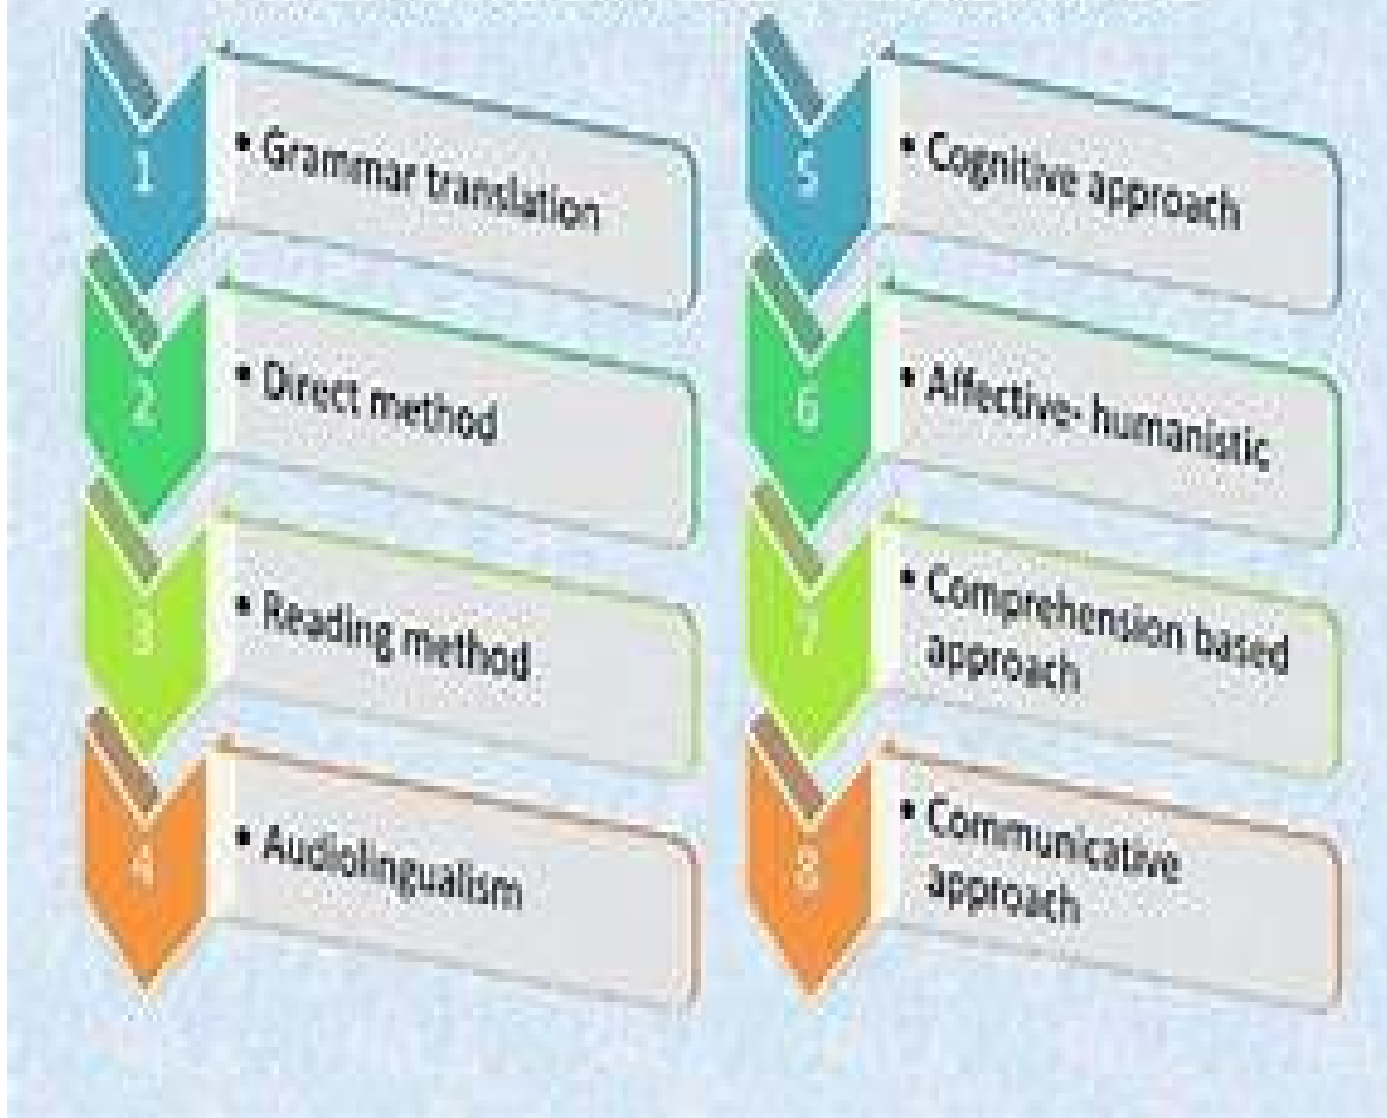 1
• Grammar translation
2
• Direct method
3
• Reading method
4
• Audiolingualism
5
• Cognitive approach
6
• Affective- humanistic
7
• Comprehension based
approach
8
• Communicative
approach